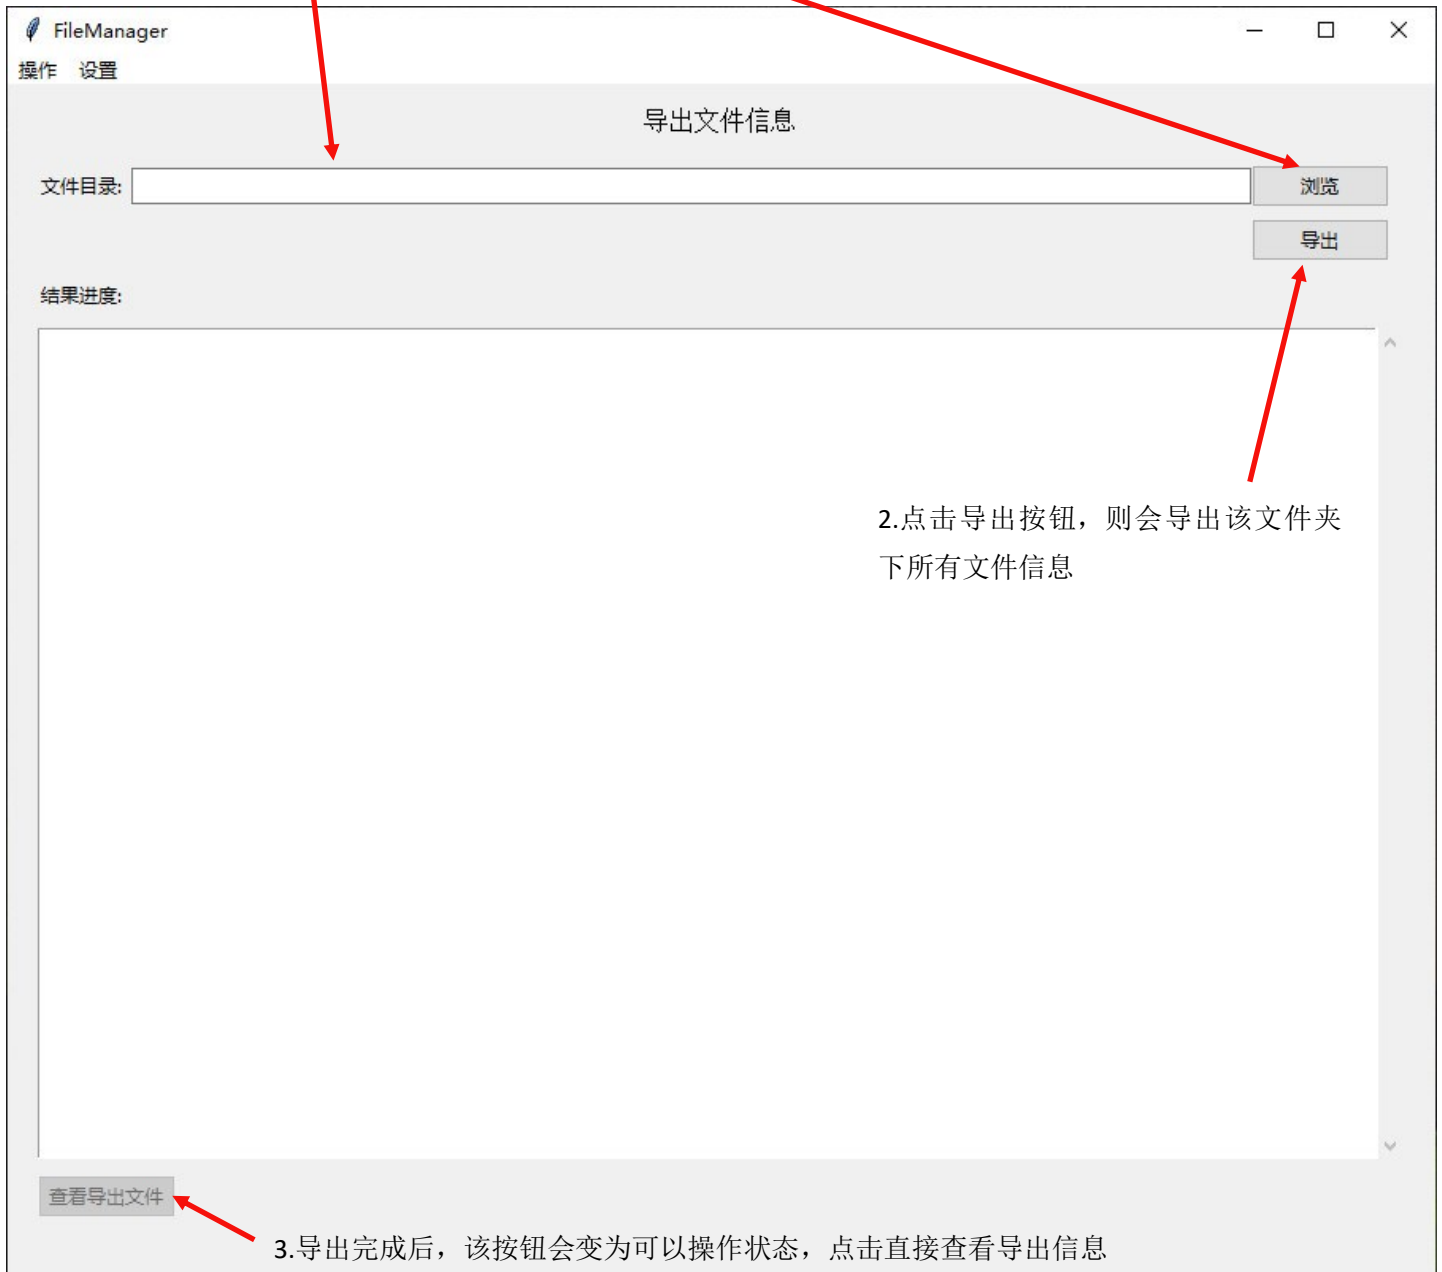 FileManager
操作 设置
导出文件信息
文件目录: 浏览
导出
结果进度:
2.点击导出按钮，则会导出该文件夹
下所有文件信息
查看导出文件
3.导出完成后，该按钮会变为可以操作状态，点击直接查看导出信息